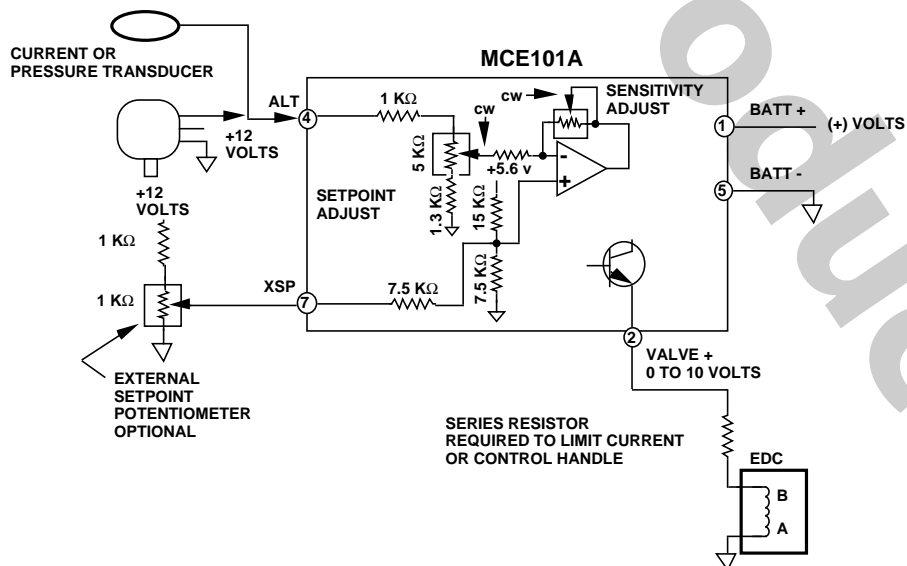 CURRENT OR
PRESSURE TRANSDUCER
+12
VOLTS
MCE101A
ALT
4
1 KΩ
cw
cw
SENSITIVITY
ADJUST
5 KΩ
+5.6 v
-
+
SETPOINT
ADJUST
1.3 KΩ
15 KΩ
7.5 KΩ
1
BATT +
(+) VOLTS
5
BATT -
+12
VOLTS
1 KΩ
1 KΩ
XSP
7
7.5 KΩ
EXTERNAL
SETPOINT
POTENTIOMETER
OPTIONAL
2
VALVE +
0 TO 10 VOLTS
SERIES RESISTOR
REQUIRED TO LIMIT CURRENT
OR CONTROL HANDLE
EDC
B
A
odu